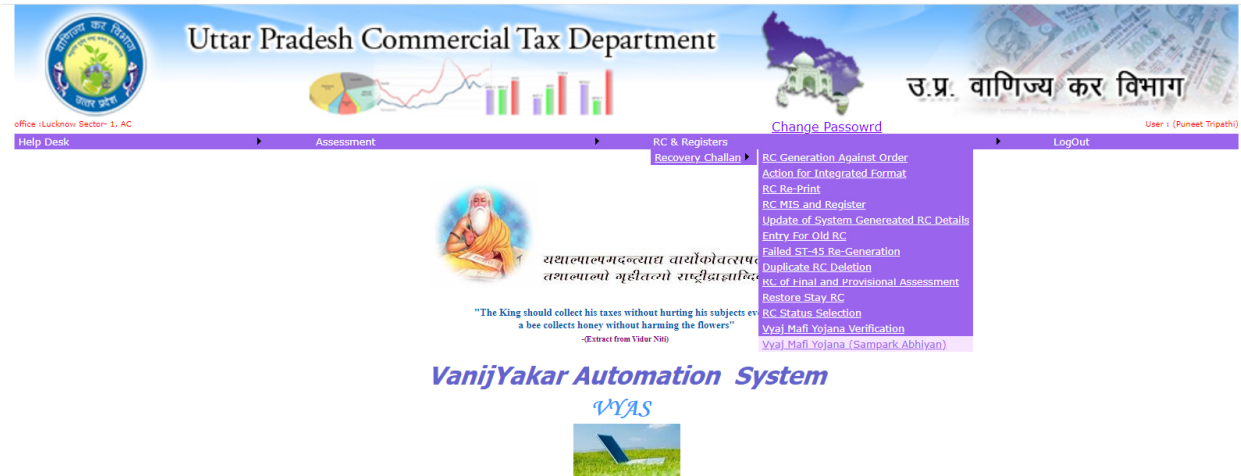 वाणिज्य कर विभाग
उत्तर प्रदेश
Uttar Pradesh Commercial Tax Department
उ.प्र. वाणिज्य कर विभाग
office :Lucknow Sector- 1, AC
Change Passowrd
User : (Puneet Tripathi)
Help Desk
Assessment
RC & Registers
LogOut
Recovery Challan
RC Generation Against Order
Action for Integrated Format
RC Re-Print
RC MIS and Register
Update of System Genereated RC Details
Entry For Old RC
Failed ST-45 Re-Generation
Duplicate RC Deletion
RC of Final and Provisional Assessment
Restore Stay RC
RC Status Selection
Vyaj Mafi Yojana Verification
Vyaj Mafi Yojana (Sampark Abhiyan)
"The King should collect his taxes without hurting his subjects
a bee collects honey without harming the flowers"
-(Extract from Vidur Niti)
VanijYakar Automation System
VYAS